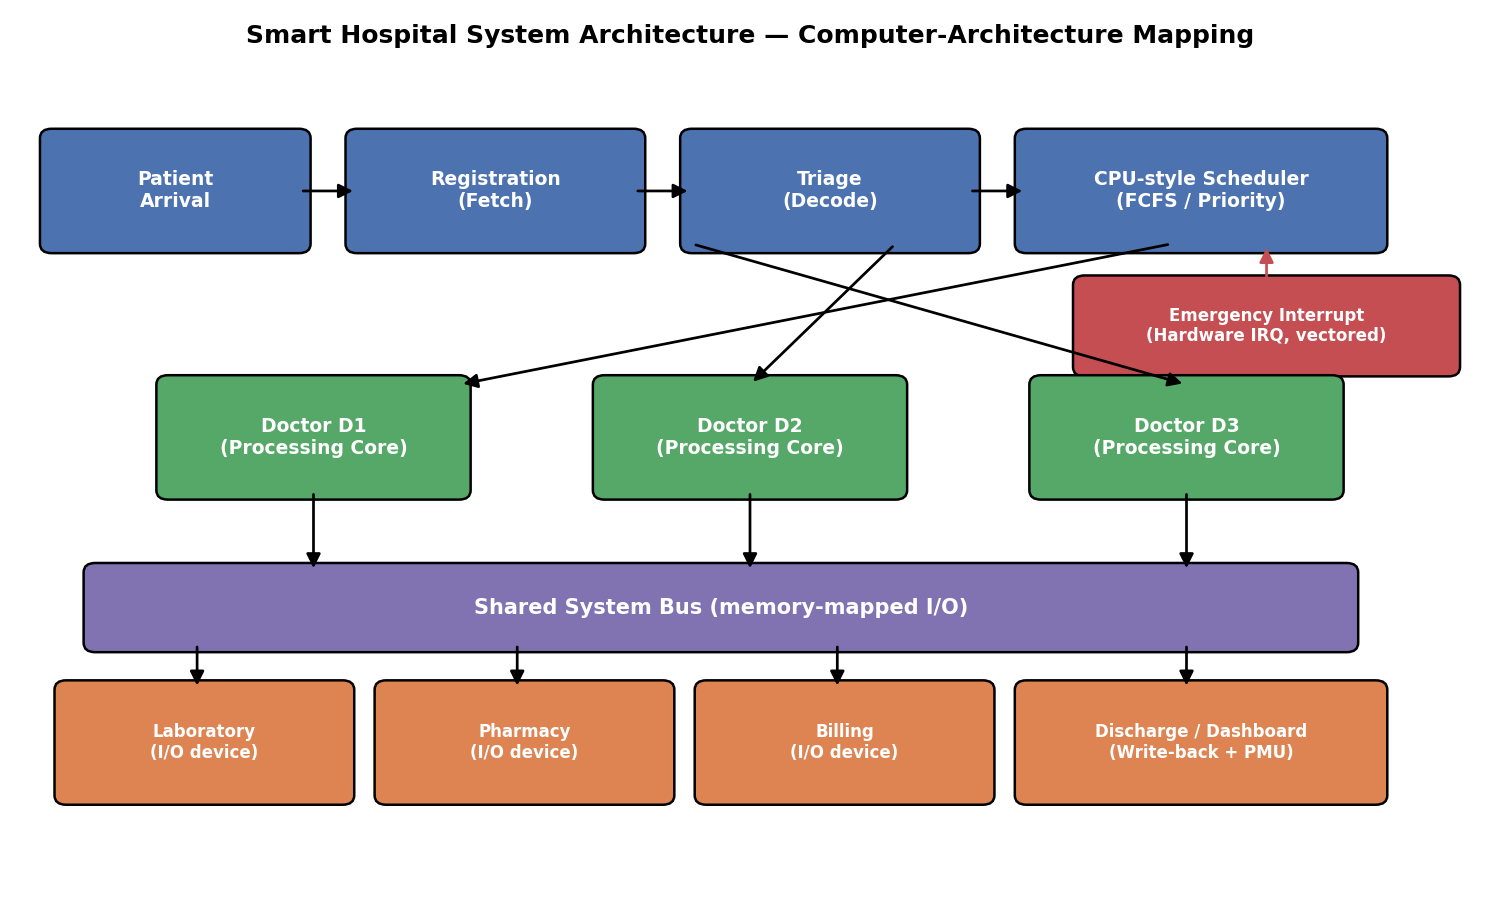 Smart Hospital System Architecture — Computer-Architecture Mapping
Patient
Arrival
Registration
(Fetch)
Triage
(Decode)
CPU-style Scheduler
(FCFS / Priority)
Emergency Interrupt
(Hardware IRQ, vectored)
Doctor D1
(Processing Core)
Doctor D2
(Processing Core)
Doctor D3
(Processing Core)
Shared System Bus (memory-mapped I/O)
Laboratory
(I/O device)
Pharmacy
(I/O device)
Billing
(I/O device)
Discharge / Dashboard
(Write-back + PMU)